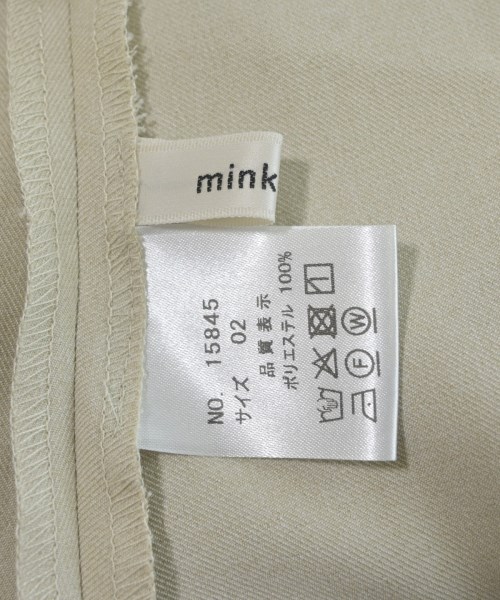 mink
NO. 15845
サイズ 02
品質表示
ポリエステル 100%
F W